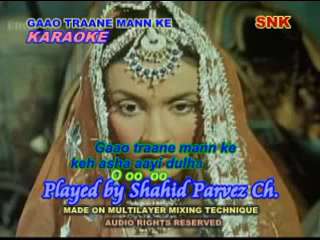 GAAO TRAANE MANN KE
SNK
KARAOKE
Gaao traane mann ke
keh asha aayi dulha
O oo oo
Played by Shahid Parvez Ch.
MADE ON MULTILAYER MIXING TECHNIQUE
AUDIO RIGHTS RESERVED